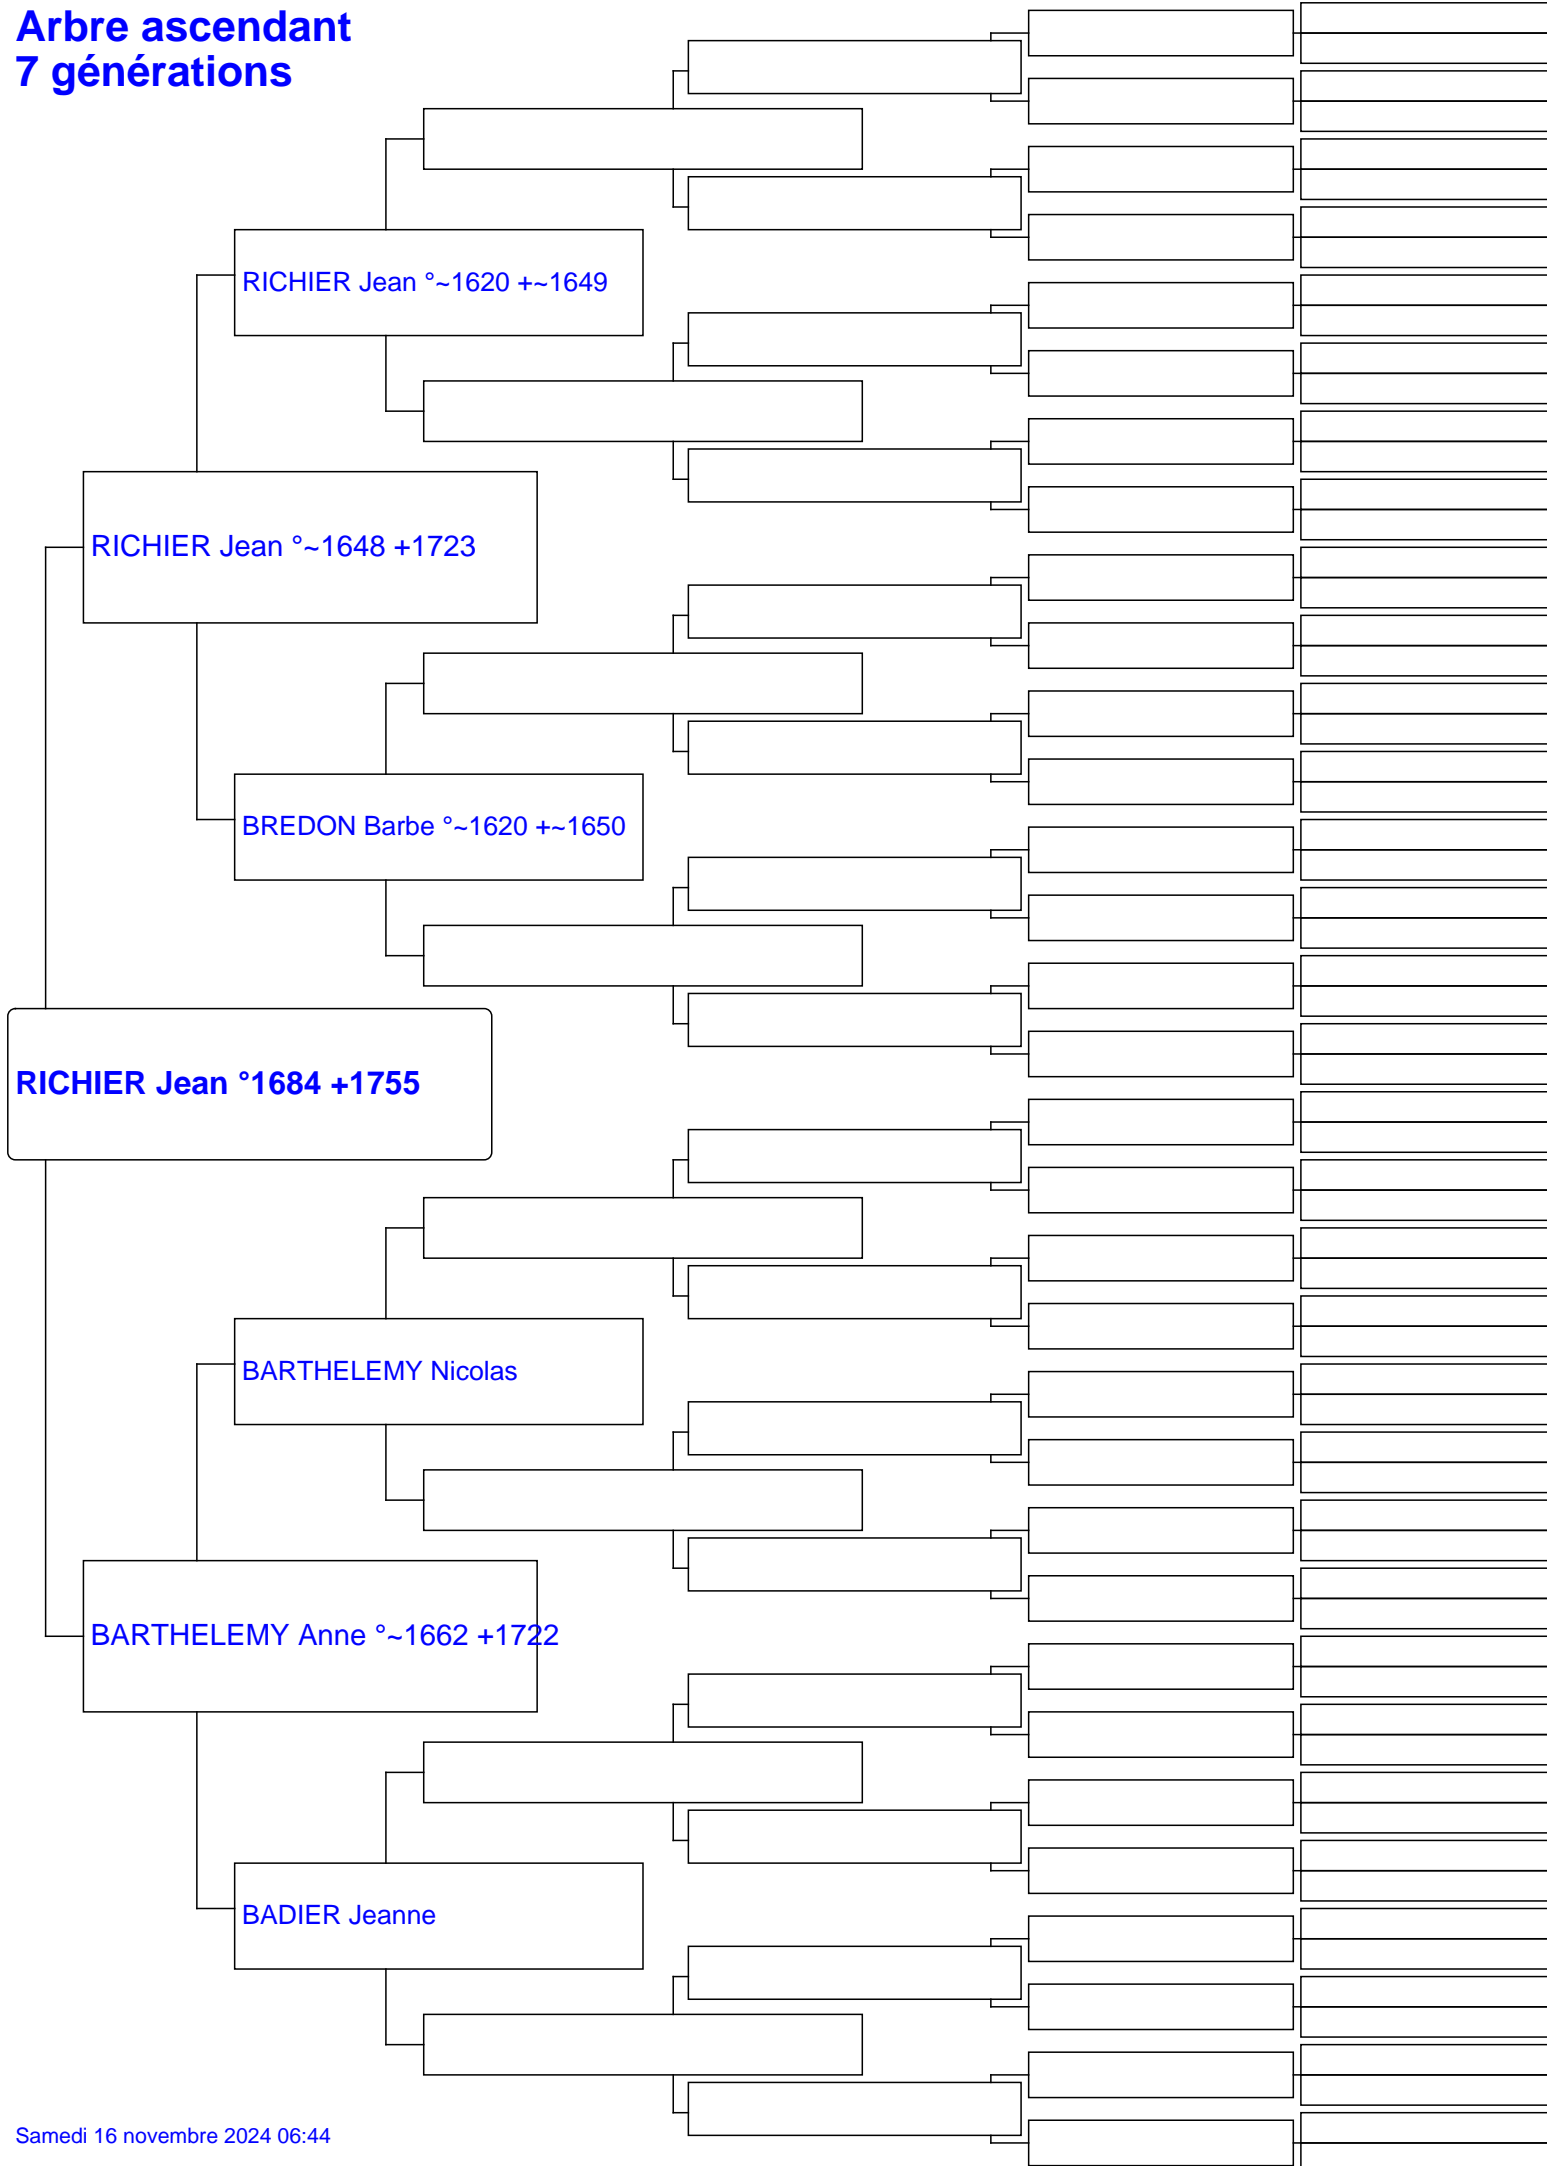 Arbre ascendant
7 générations
RICHIER Jean °~1620 +~1649
RICHIER Jean °~1648 +1723
BREDON Barbe °~1620 +~1650
RICHIER Jean °1684 +1755
BARTHELEMY Nicolas
BARTHELEMY Anne °~1662 +1722
BADIER Jeanne
Samedi 16 novembre 2024 06:44